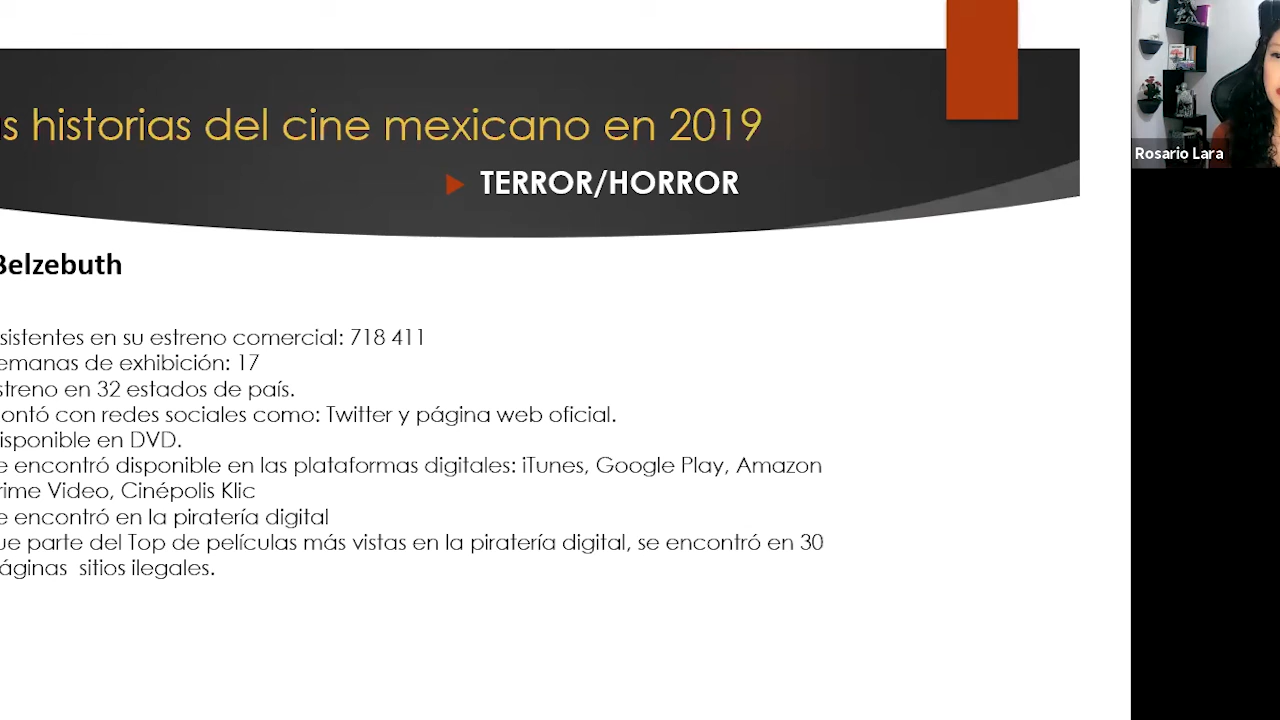 s historias del cine mexicano en 2019
TERROR/HORROR
Rosario Lara
Belzebuth
sistentes en su estreno comercial: 718 411
emanas de exhibición: 17
streno en 32 estados de país.
ontó con redes sociales como: Twitter y página web oficial.
isponible en DVD.
e encontró disponible en las plataformas digitales: iTunes, Google Play, Amazon
rime Video, Cinépolis Klic
e encontró en la piratería digital
ue parte del Top de películas más vistas en la piratería digital, se encontró en 30
áginas  sitios ilegales.